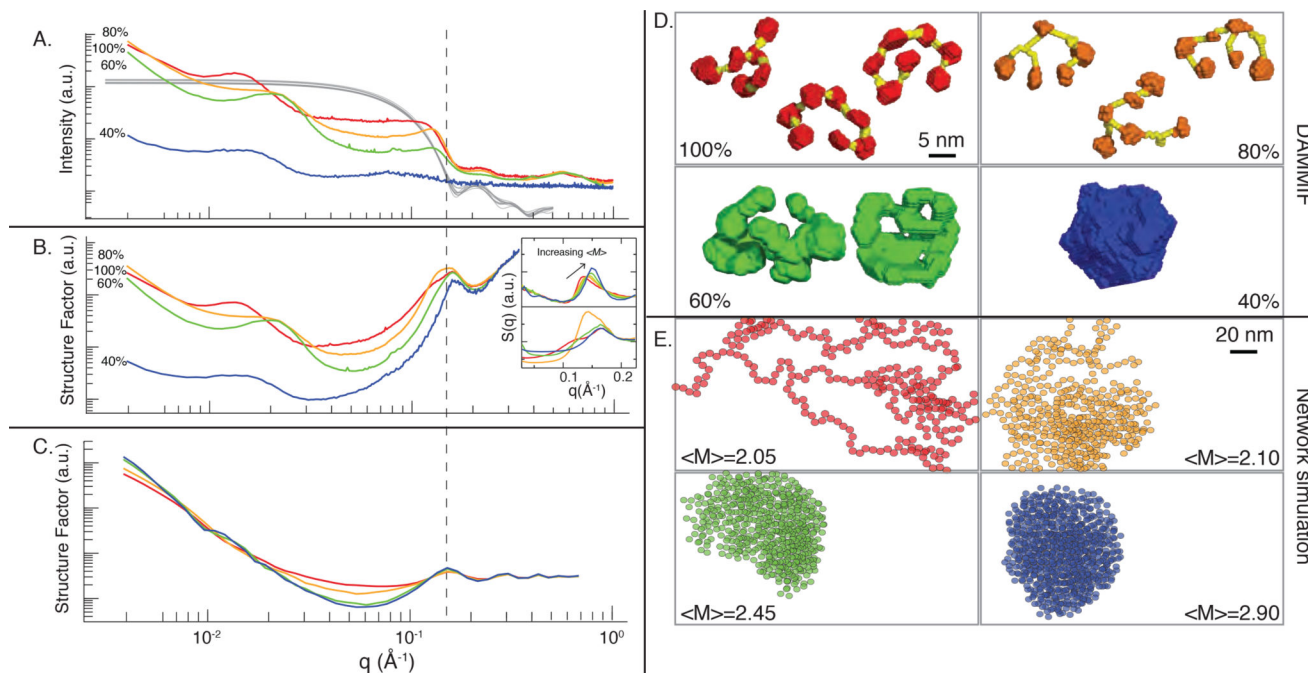 A.
80%
100%
60%
40%
Intensity (a.u.)
B.
80%
100%
60%
40%
Structure Factor (a.u.)
Increasing <M>
S(q) (a.u.)
0.1
0.2
q(Å⁻¹)
C.
Structure Factor (a.u.)
10⁻²
10⁻¹
10⁰
q (Å⁻¹)
D.
100%
5 nm
80%
60%
40%
DAMMIF
E.
20 nm
<M>=2.05
<M>=2.10
<M>=2.45
<M>=2.90
Network simulation